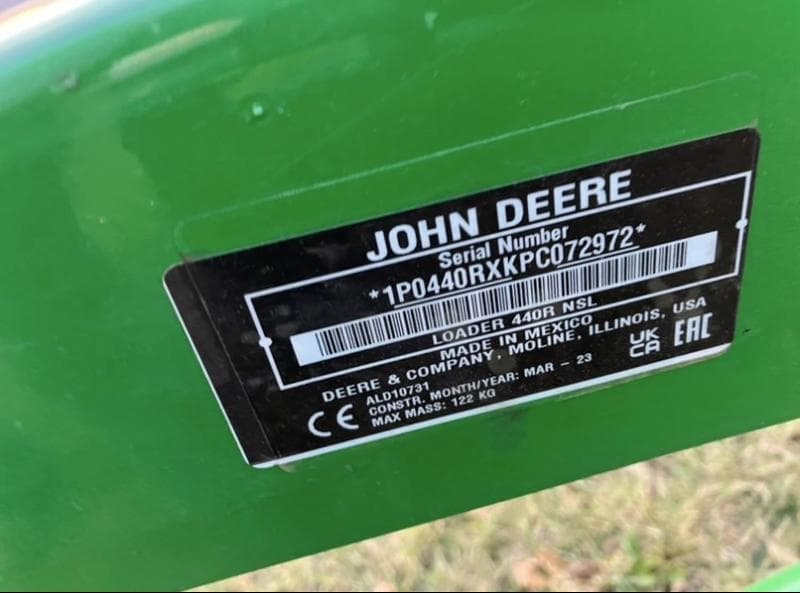 JOHN DEERE
Serial Number
*1P0440RXKPC072972*
LOADER 440R NSL
MADE IN MEXICO
DEERE & COMPANY, MOLINE, ILLINOIS, USA
ALD10731
CONSTR. MONTH/YEAR: MAR - 23
MAX MASS: 122 KG
CE
UK
CA
EAC